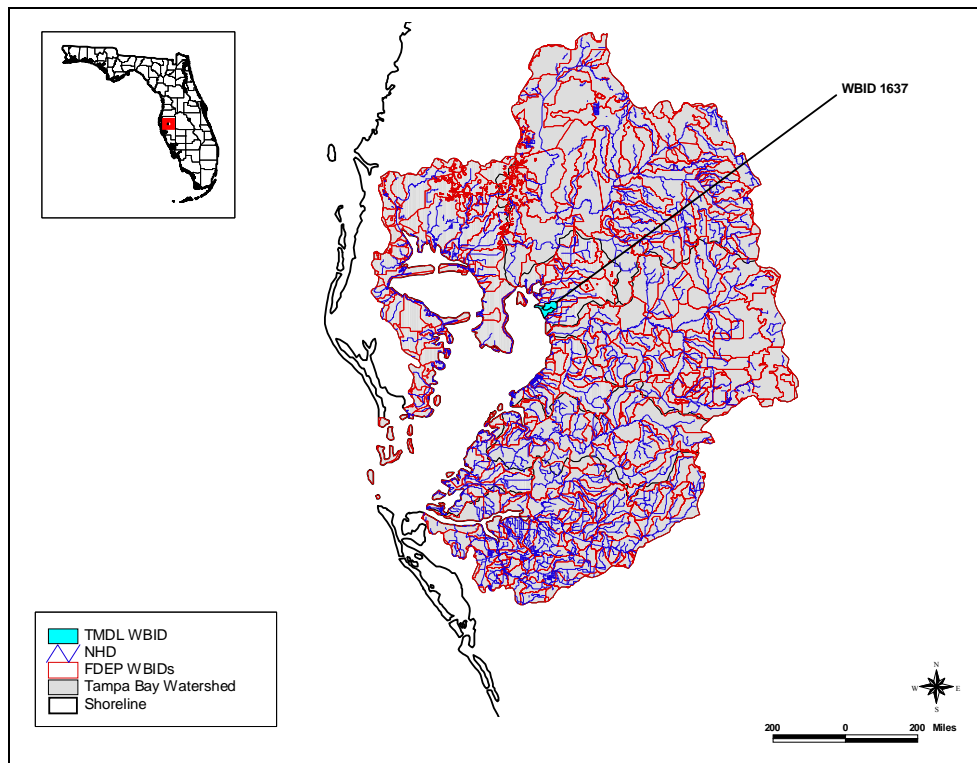 WBID 1637
TMDL WBID
NHD
FDEP WBIDs
Tampa Bay Watershed
Shoreline
N
W E
S
200 0 200 Miles